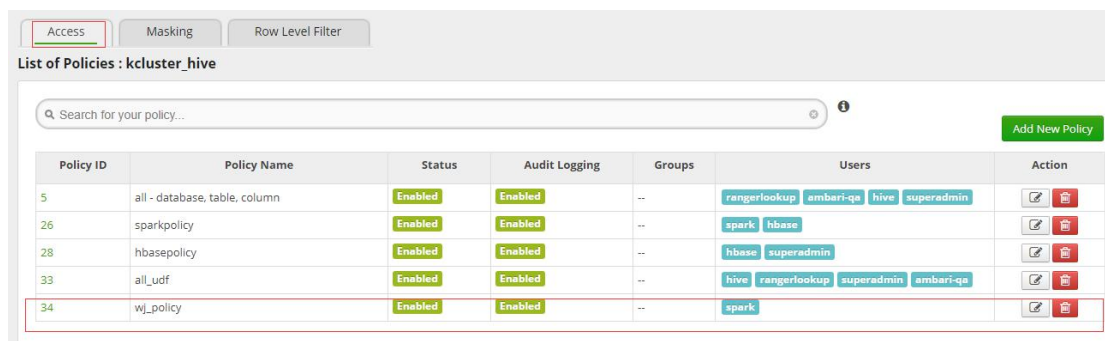 Access Masking Row Level Filter
List of Policies : kcluster_hive
Search for your policy...
Add New Policy
Policy ID Policy Name Status Audit Logging Groups Users Action
5 all - database, table, column Enabled Enabled -- rangerlookup ambari-qa hive superadmin
26 sparkpolicy Enabled Enabled -- spark hbase
28 hbasepolicy Enabled Enabled -- hbase superadmin
33 all_udf Enabled Enabled -- hive rangerlookup superadmin ambari-qa
34 wj_policy Enabled Enabled -- spark